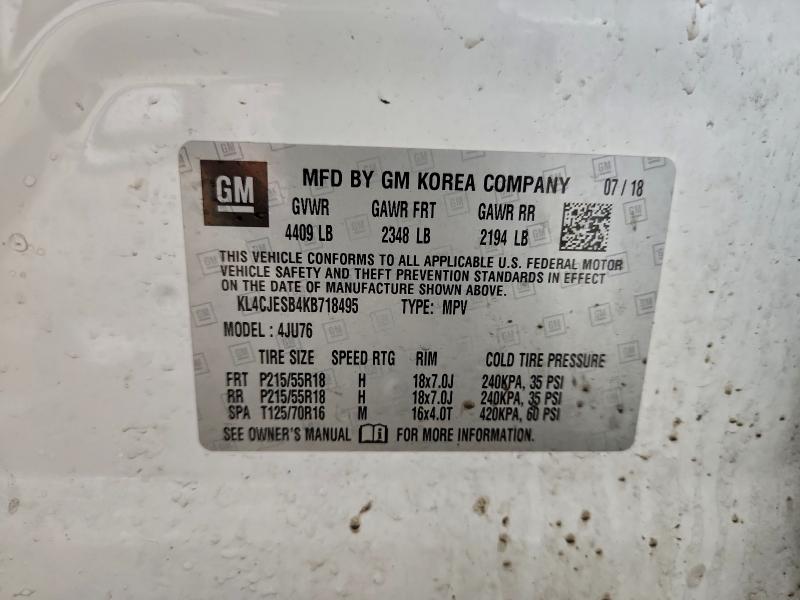 GM MFD BY GM KOREA COMPANY 07/18
GVWR GAWR FRT GAWR RR
4409 LB 2348 LB 2194 LB
THIS VEHICLE CONFORMS TO ALL APPLICABLE U.S. FEDERAL MOTOR
VEHICLE SAFETY AND THEFT PREVENTION STANDARDS IN EFFECT
ON THE DATE OF MANUFACTURE SHOWN ABOVE.
KL4CJESB4KB718495 TYPE: MPV
MODEL: 4JU76
TIRE SIZE SPEED RTG RIM COLD TIRE PRESSURE
FRT P215/55R18 H 18x7.0J 240KPA, 35 PSI
RR P215/55R18 H 18x7.0J 240KPA, 35 PSI
SPA T125/70R16 M 16x4.0T 420KPA, 60 PSI
SEE OWNER'S MANUAL FOR MORE INFORMATION.